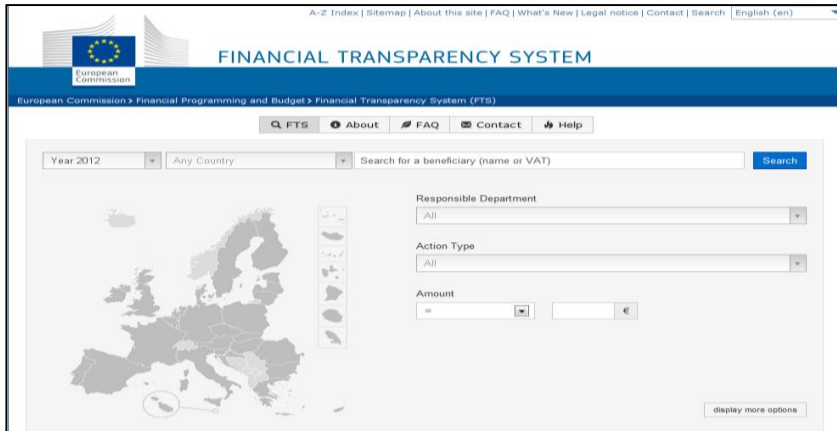 A-Z Index | Sitemap | About this site | FAQ | What's New | Legal notice | Contact | Search English (en)
European
Commission
FINANCIAL TRANSPARENCY SYSTEM
European Commission > Financial Programming and Budget > Financial Transparency System (FTS)
FTS About FAQ Contact Help
Year 2012 Any Country Search for a beneficiary (name or VAT) Search
Responsible Department
All
Action Type
All
Amount
= €
display more options